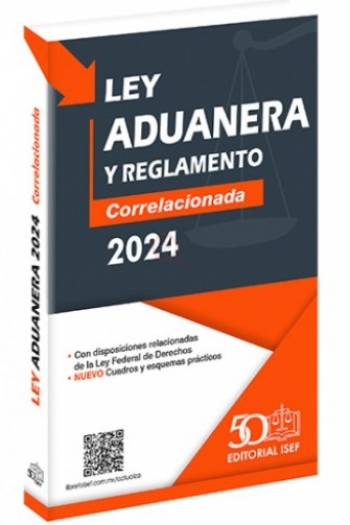 LEY
ADUANERA
Y REGLAMENTO
Correlacionada
2024
• Con disposiciones relacionadas
de la Ley Federal de Derechos
• NUEVO Cuadros y esquemas prácticos
50
EDITORIAL ISEF
LEY ADUANERA 2024 Correlacionada